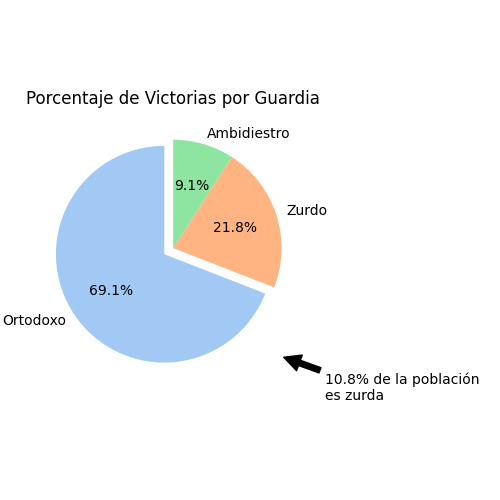 Porcentaje de Victorias por Guardia
Ambidiestro
9.1%
Zurdo
21.8%
69.1%
Ortodoxo
10.8% de la población
es zurda